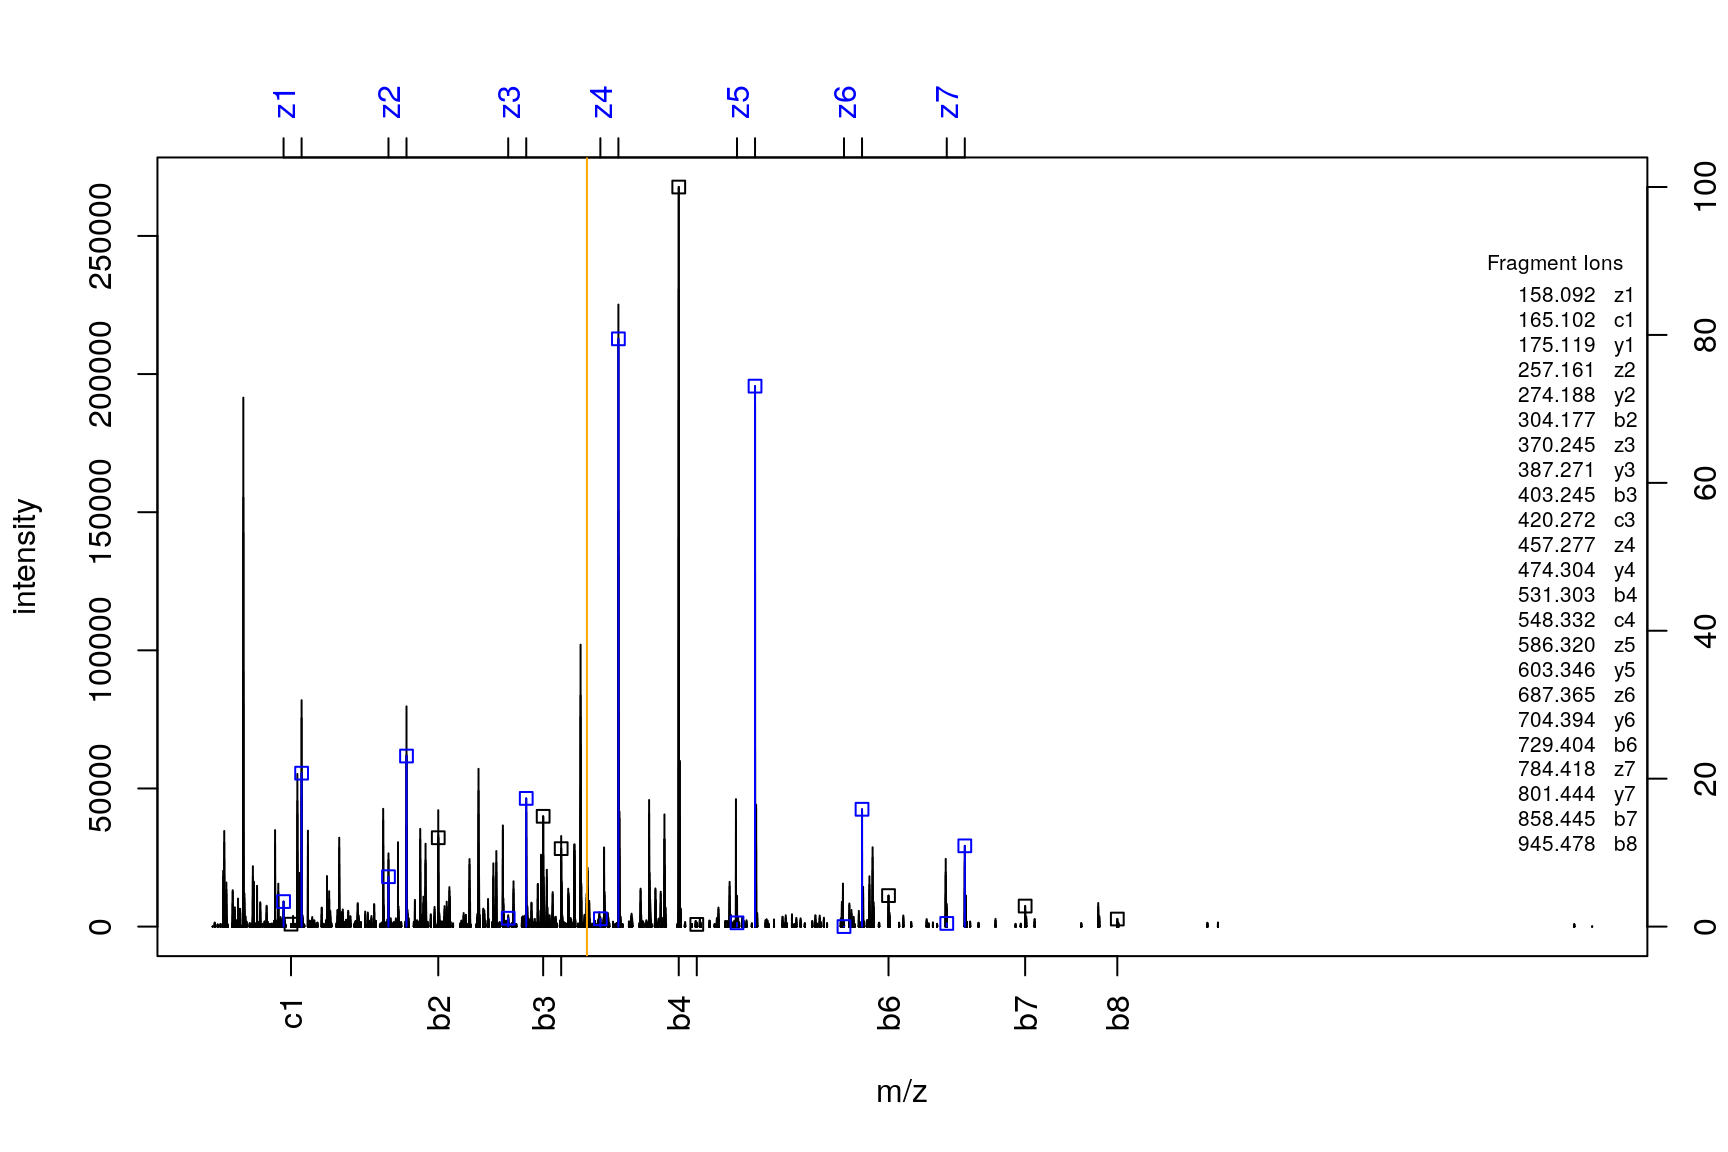 z1 z2 z3 z4 z5 z6 z7
250000
200000
150000
100000
50000
0
intensity
100
80
60
40
20
0
Fragment Ions
158.092 z1
165.102 c1
175.119 y1
257.161 z2
274.188 y2
304.177 b2
370.245 z3
387.271 y3
403.245 b3
420.272 c3
457.277 z4
474.304 y4
531.303 b4
548.332 c4
586.320 z5
603.346 y5
687.365 z6
704.394 y6
729.404 b6
784.418 z7
801.444 y7
858.445 b7
945.478 b8
c1 b2 b3 b4 b6 b7 b8
m/z